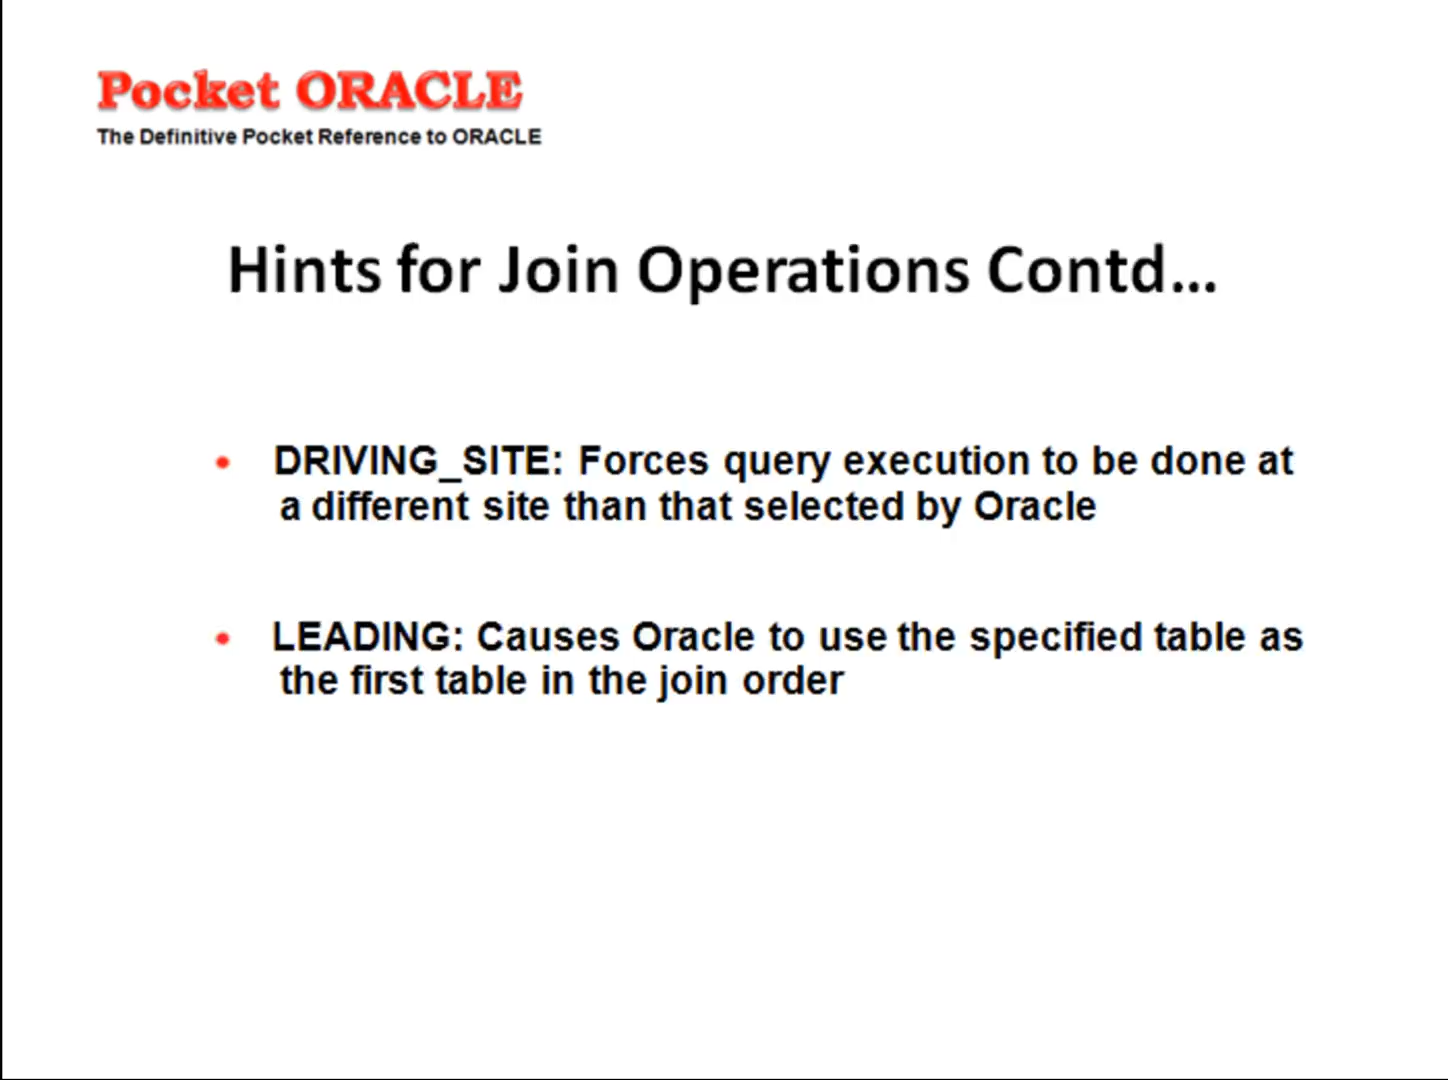 Pocket ORACLE
The Definitive Pocket Reference to ORACLE
Hints for Join Operations Contd...
• DRIVING_SITE: Forces query execution to be done at
a different site than that selected by Oracle
• LEADING: Causes Oracle to use the specified table as
the first table in the join order